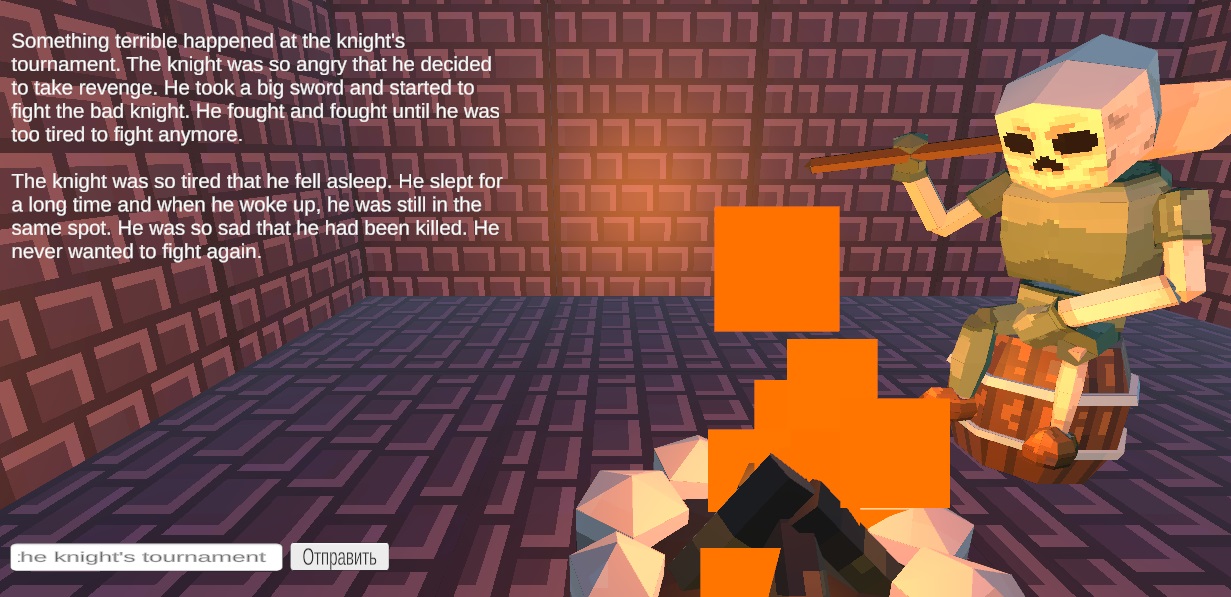 Something terrible happened at the knight's
tournament. The knight was so angry that he decided
to take revenge. He took a big sword and started to
fight the bad knight. He fought and fought until he was
too tired to fight anymore.
The knight was so tired that he fell asleep. He slept for
a long time and when he woke up, he was still in the
same spot. He was so sad that he had been killed. He
never wanted to fight again.
:he knight's tournament
Отправить